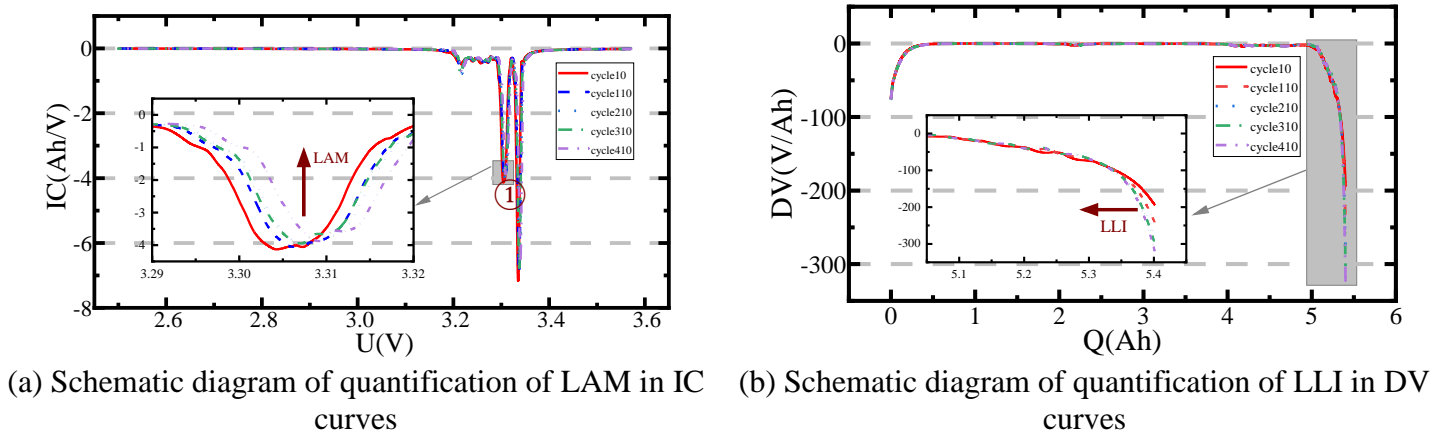 0
-2
-4
-6
-8
IC(Ah/V)
2.6
2.8
3.0
3.2
3.4
3.6
U(V)
cycle10
cycle110
cycle210
cycle310
cycle410
0
-1
-2
-3
-4
3.29
3.30
3.31
3.32
LAM
1
0
-100
-200
-300
DV(V/Ah)
0
1
2
3
4
5
6
Q(Ah)
cycle10
cycle110
cycle210
cycle310
cycle410
0
-50
-100
-150
-200
-250
-300
-350
5.1
5.2
5.3
5.4
LLI
(a) Schematic diagram of quantification of LAM in IC
curves
(b) Schematic diagram of quantification of LLI in DV
curves